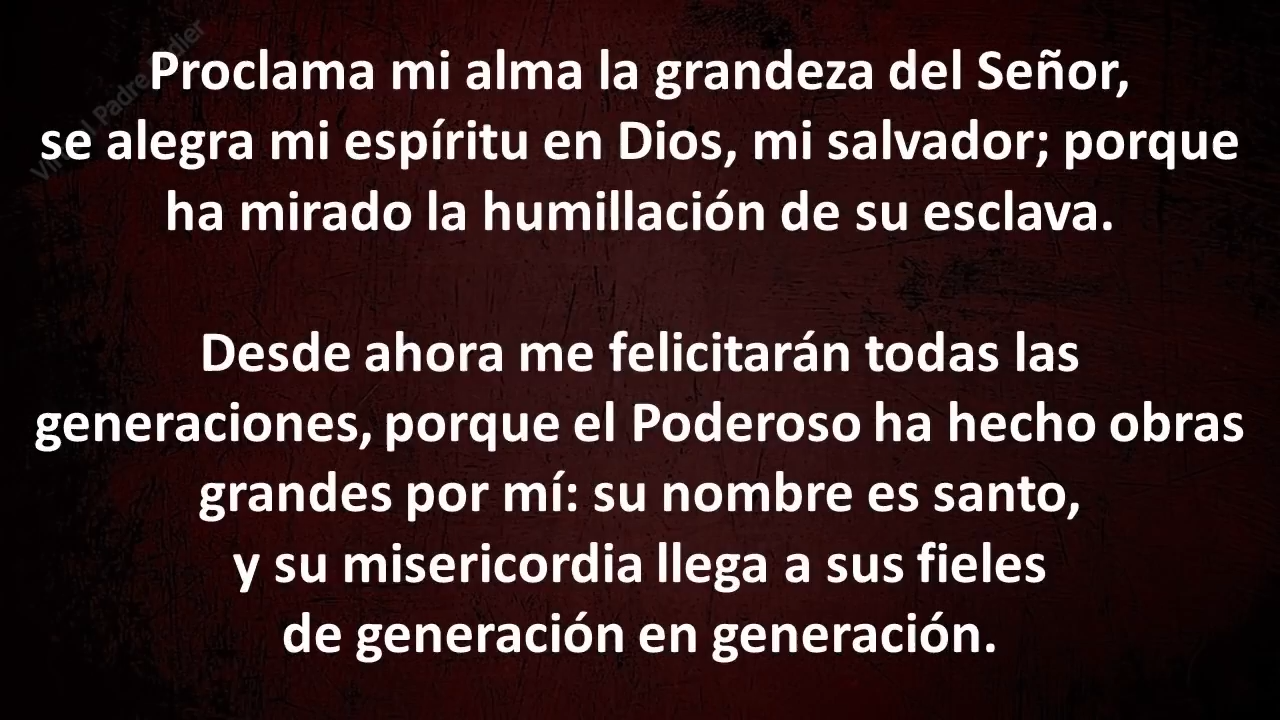 Proclama mi alma la grandeza del Señor,
se alegra mi espíritu en Dios, mi salvador; porque
ha mirado la humillación de su esclava.
Desde ahora me felicitarán todas las
generaciones, porque el Poderoso ha hecho obras
grandes por mí: su nombre es santo,
y su misericordia llega a sus fieles
de generación en generación.
Padre